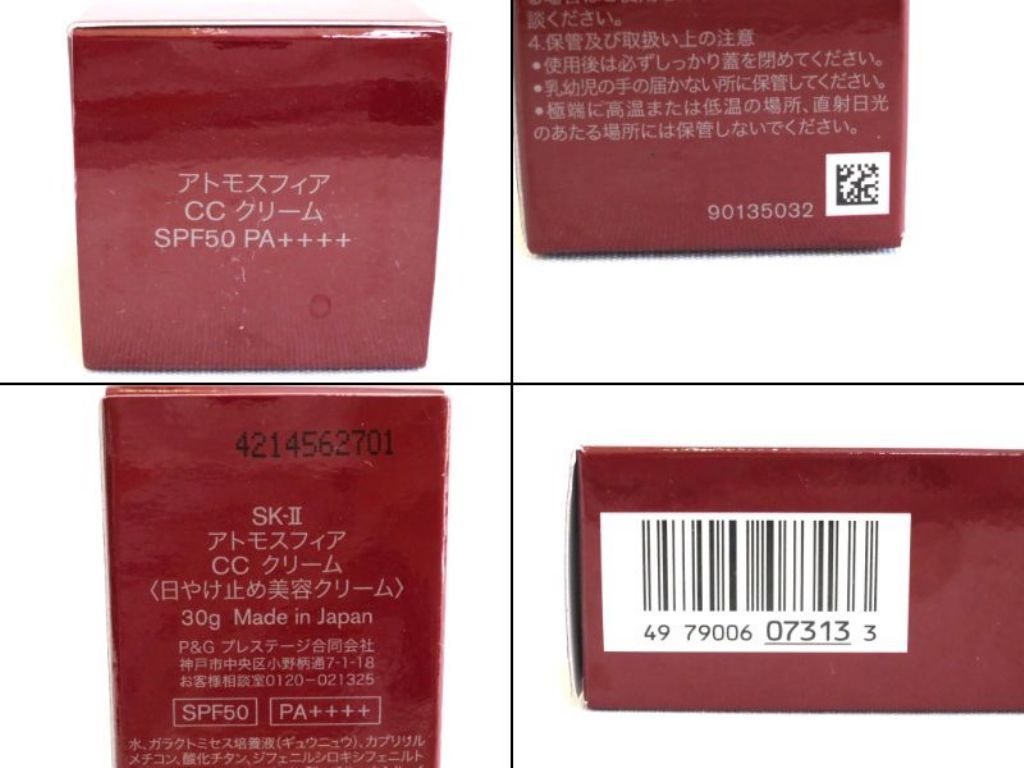 アトモスフィア
CC クリーム
SPF50 PA++++
談ください。
4.保管及び取扱い上の注意
●使用後は必ずしっかり蓋を閉めてください。
●乳幼児の手の届かない所に保管してください。
●極端に高温または低温の場所、直射日光
のあたる場所には保管しないでください。
90135032
4214562701
SK-II
アトモスフィア
CC クリーム
〈日やけ止め美容クリーム〉
30g Made in Japan
P&G プレステージ合同会社
神戸市中央区小野柄通7-1-18
お客様相談室0120-021325
SPF50 PA++++
水、ガラクトミセス培養液(ギュウニュウ)、カプリリル
メチコン、酸化チタン、ジフェニルシロキシフェニルト
49 79006 07313 3